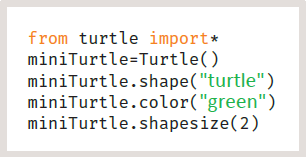 from turtle import*
miniTurtle=Turtle()
miniTurtle.shape("turtle")
miniTurtle.color("green")
miniTurtle.shapesize(2)